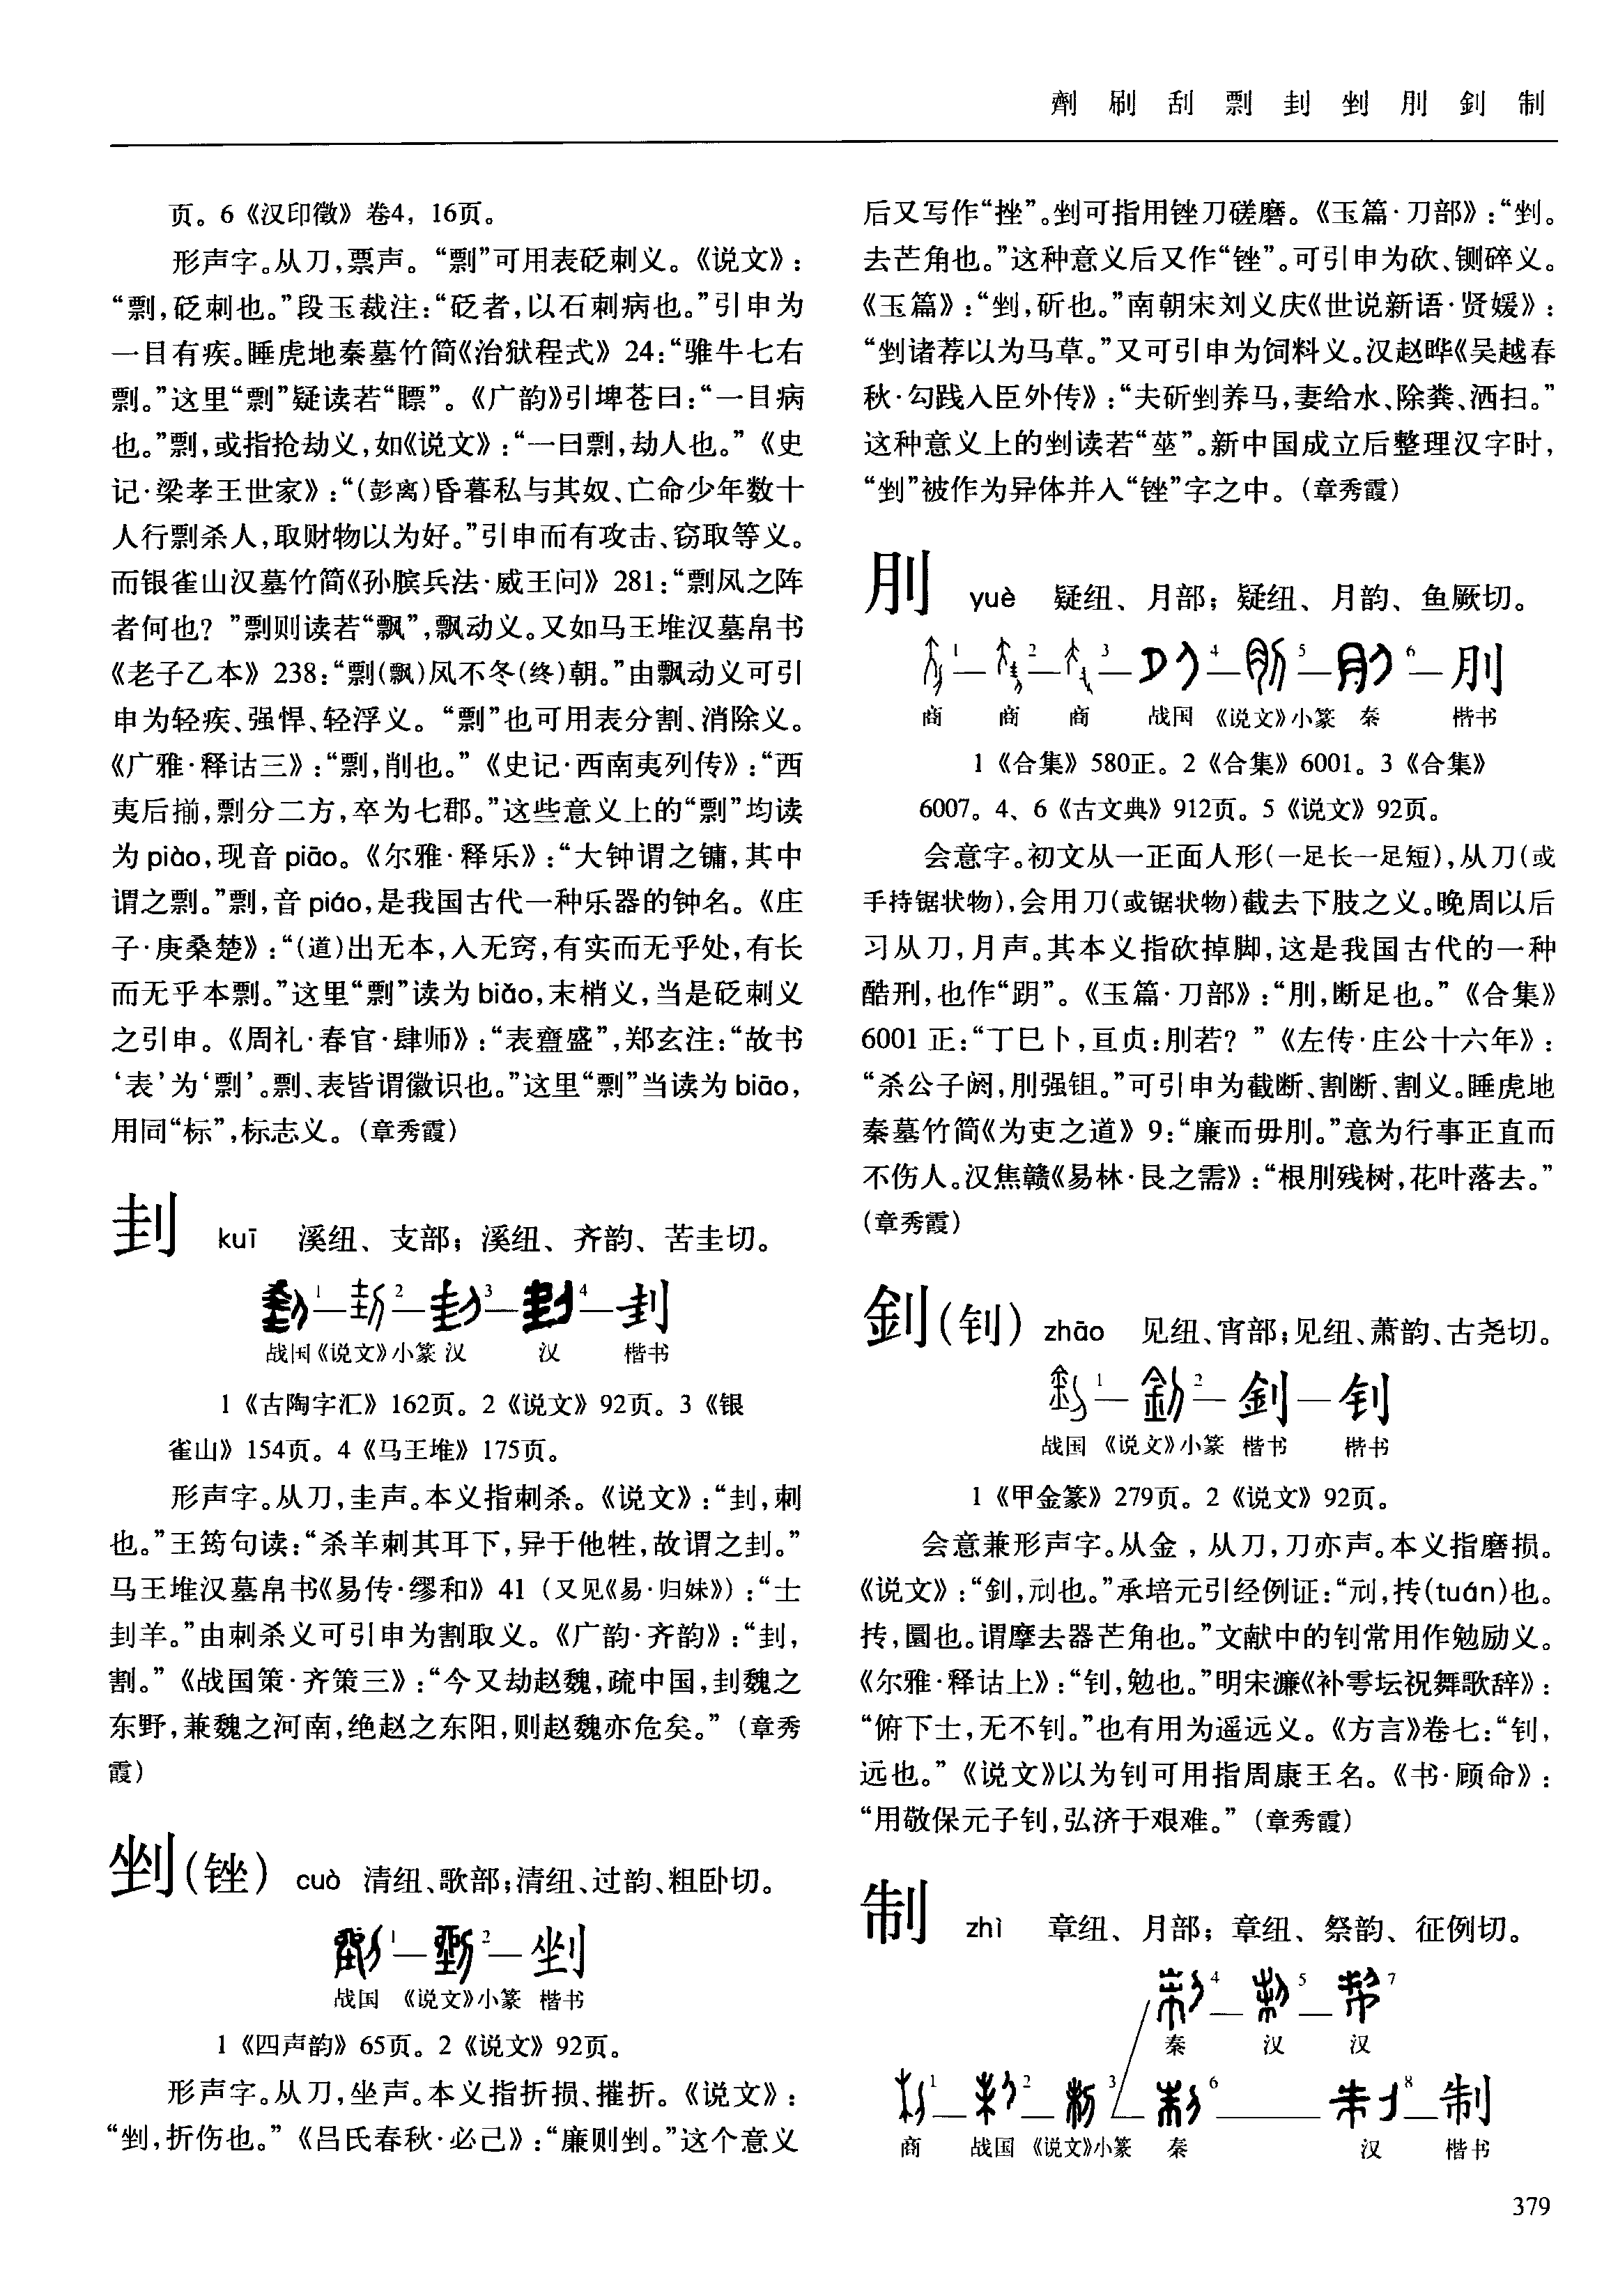 劑 刷 刮 剽 刲 剉 刖 釗 制
页。6《汉印徵》卷4，16页。
形声字。从刀，票声。“剽”可用表砭刺义。《说文》：
“剽，砭刺也。”段玉裁注：“砭者，以石刺病也。”引申为
一目有疾。睡虎地秦墓竹简《治狱程式》24：“骓牛七右
剽。”这里“剽”疑读若“瞟”。《广韵》引埤苍曰：“一目病
也。”剽，或指抢劫义，如《说文》：“一曰剽，劫人也。”《史
记·梁孝王世家》：“（彭离）昏暮私与其奴、亡命少年数十
人行剽杀人，取财物以为好。”引申而有攻击、窃取等义。
而银雀山汉墓竹简《孙膑兵法·威王问》281：“剽风之阵
者何也？”剽则读若“飘”，飘动义。又如马王堆汉墓帛书
《老子乙本》238：“剽（飘）风不冬（终）朝。”由飘动义可引
申为轻疾、强悍、轻浮义。“剽”也可用表分割、消除义。
《广雅·释诂三》：“剽，削也。”《史记·西南夷列传》：“西
夷后揃，剽分二方，卒为七郡。”这些意义上的“剽”均读
为 piào，现音 piāo。《尔雅·释乐》：“大钟谓之镛，其中
谓之剽。”剽，音 piáo，是我国古代一种乐器的钟名。《庄
子·庚桑楚》：“（道）出无本，入无窍，有实而无乎处，有长
而无乎本剽。”这里“剽”读为 biǎo，末梢义，当是砭刺义
之引申。《周礼·春官·肆师》：“表齍盛”，郑玄注：“故书
‘表’为‘剽’。剽、表皆谓徽识也。”这里“剽”当读为 biāo，
用同“标”，标志义。（章秀霞）
刲 kuī 溪纽、支部；溪纽、齐韵、苦圭切。
1 2 3 4 刲
战国 《说文》小篆 汉 汉 楷书
1《古陶字汇》162页。2《说文》92页。3《银
雀山》154页。4《马王堆》175页。
形声字。从刀，圭声。本义指刺杀。《说文》：“刲，刺
也。”王筠句读：“杀羊刺其耳下，异于他牲，故谓之刲。”
马王堆汉墓帛书《易传·缪和》41（又见《易·归妹》）：“士
刲羊。”由刺杀义可引申为割取义。《广韵·齐韵》：“刲，
割。”《战国策·齐策三》：“今又劫赵魏，疏中国，刲魏之
东野，兼魏之河南，绝赵之东阳，则赵魏亦危矣。”（章秀
霞）
剉（锉） cuò 清纽、歌部；清纽、过韵、粗卧切。
1 2 剉
战国 《说文》小篆 楷书
1《四声韵》65页。2《说文》92页。
形声字。从刀，坐声。本义指折损、摧折。《说文》：
“剉，折伤也。”《吕氏春秋·必己》：“廉则剉。”这个意义
后又写作“挫”。剉可指用锉刀磋磨。《玉篇·刀部》：“剉。
去芒角也。”这种意义后又作“锉”。可引申为砍、铡碎义。
《玉篇》：“剉，斫也。”南朝宋刘义庆《世说新语·贤媛》：
“剉诸荐以为马草。”又可引申为饲料义。汉赵晔《吴越春
秋·勾践入臣外传》：“夫斫剉养马，妻给水、除粪、洒扫。”
这种意义上的剉读若“莝”。新中国成立后整理汉字时，
“剉”被作为异体并入“锉”字之中。（章秀霞）
刖 yuè 疑纽、月部；疑纽、月韵、鱼厥切。
1 2 3 4 5 6 刖
商 商 商 战国 《说文》小篆 秦 楷书
1《合集》580正。2《合集》6001。3《合集》
6007。4、6《古文典》912页。5《说文》92页。
会意字。初文从一正面人形（一足长一足短），从刀（或
手持锯状物），会用刀（或锯状物）截去下肢之义。晚周以后
习从刀，月声。其本义指砍掉脚，这是我国古代的一种
酷刑，也作“跀”。《玉篇·刀部》：“刖，断足也。”《合集》
6001 正：“丁巳卜，亘贞：刖若？”《左传·庄公十六年》：
“杀公子阏，刖强鉏。”可引申为截断、割断、割义。睡虎地
秦墓竹简《为吏之道》9：“廉而毋刖。”意为行事正直而
不伤人。汉焦赣《易林·艮之需》：“根刖残树，花叶落去。”
（章秀霞）
釗（钊） zhāo 见纽、宵部；见纽、萧韵、古尧切。
1 2 釗 钊
战国 《说文》小篆 楷书 楷书
1《甲金篆》279页。2《说文》92页。
会意兼形声字。从金，从刀，刀亦声。本义指磨损。
《说文》：“釗，刓也。”承培元引经例证：“刓，抟（tuán）也。
抟，圜也。谓摩去器芒角也。”文献中的钊常用作勉励义。
《尔雅·释诂上》：“钊，勉也。”明宋濂《补雩坛祝舞歌辞》：
“俯下士，无不钊。”也有用为遥远义。《方言》卷七：“钊，
远也。”《说文》以为钊可用指周康王名。《书·顾命》：
“用敬保元子钊，弘济于艰难。”（章秀霞）
制 zhì 章纽、月部；章纽、祭韵、征例切。
4 5 7
秦 汉 汉
1 2 3 6 8 制
商 战国 《说文》小篆 秦 汉 楷书
379